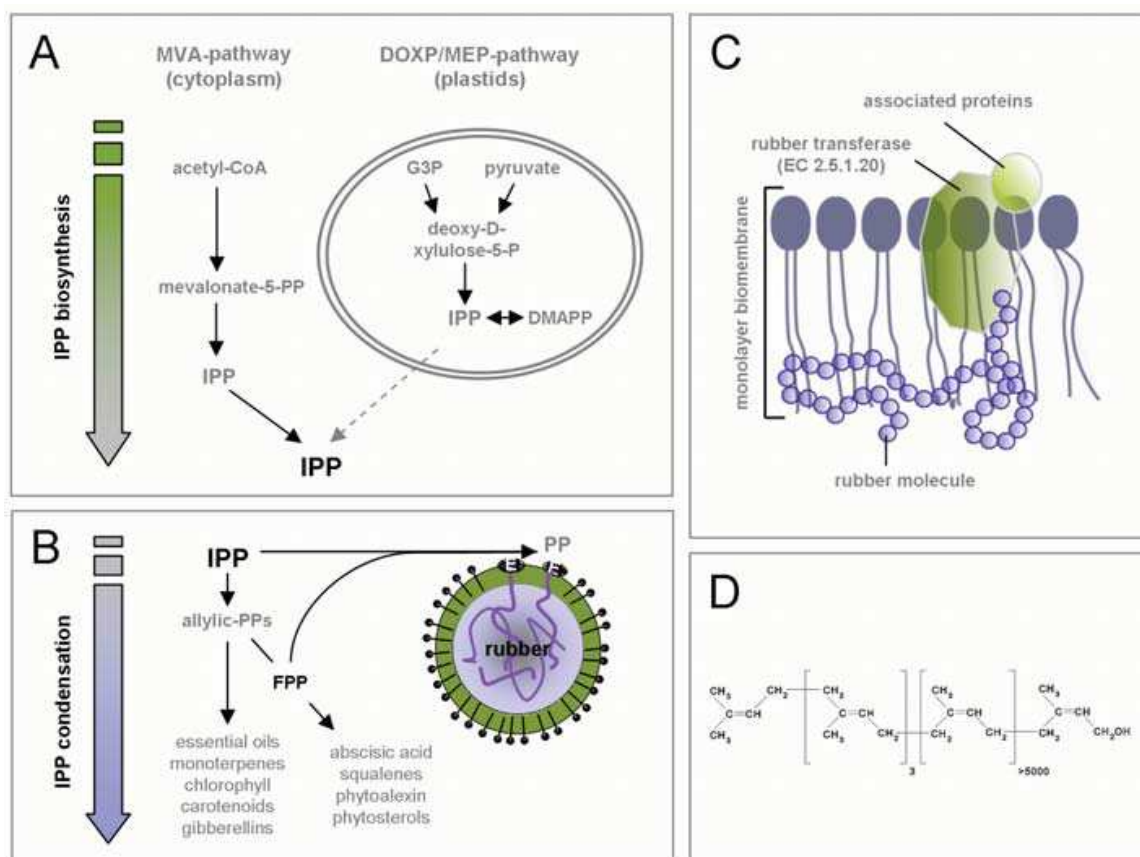 A
MVA-pathway
(cytoplasm)
DOXP/MEP-pathway
(plastids)
IPP biosynthesis
acetyl-CoA
mevalonate-5-PP
IPP
G3P
pyruvate
deoxy-D-
xylulose-5-P
IPP
DMAPP
IPP
B
IPP condensation
IPP
PP
E
E
allylic-PPs
FPP
rubber
essential oils
monoterpenes
chlorophyll
carotenoids
gibberellins
abscisic acid
squalenes
phytoalexin
phytosterols
C
associated proteins
rubber transferase
(EC 2.5.1.20)
monolayer biomembrane
rubber molecule
D
CH3
CH2
CH3
CH3
CH
CH
CH
CH
CH3
CH3
CH2
CH2
CH2
CH2OH
3
>5000